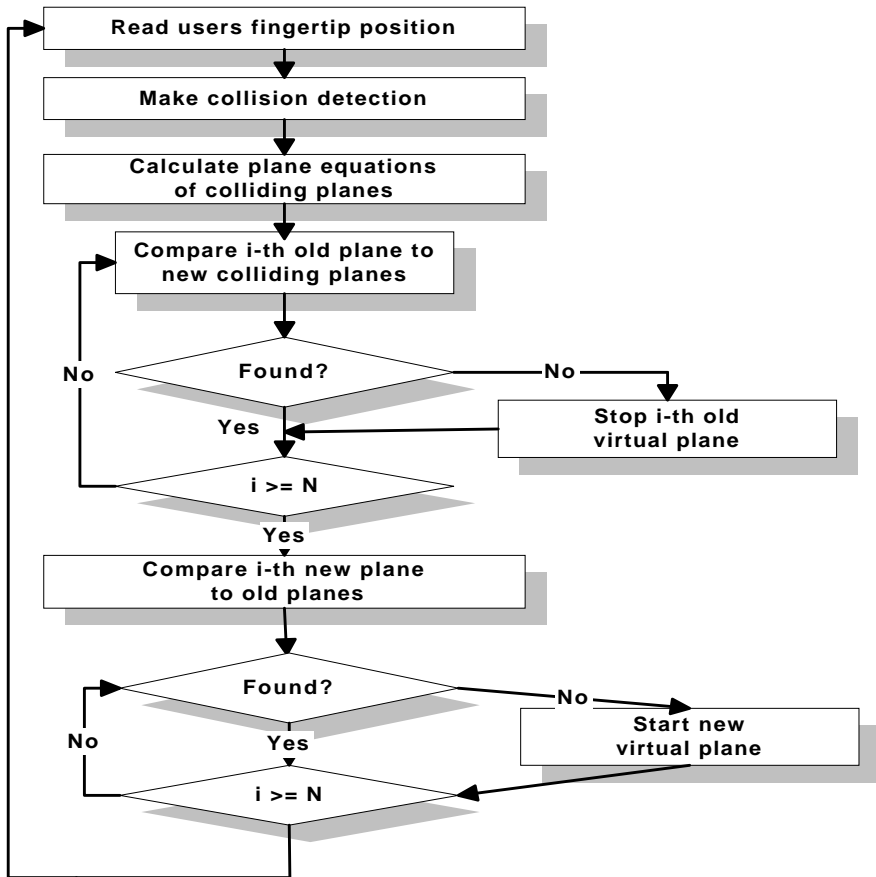 Read users fingertip position
Make collision detection
Calculate plane equations
of colliding planes
Compare i-th old plane to
new colliding planes
Found?
No
No
Stop i-th old
virtual plane
Yes
i >= N
Yes
Compare i-th new plane
to old planes
Found?
No
Start new
virtual plane
No
Yes
i >= N